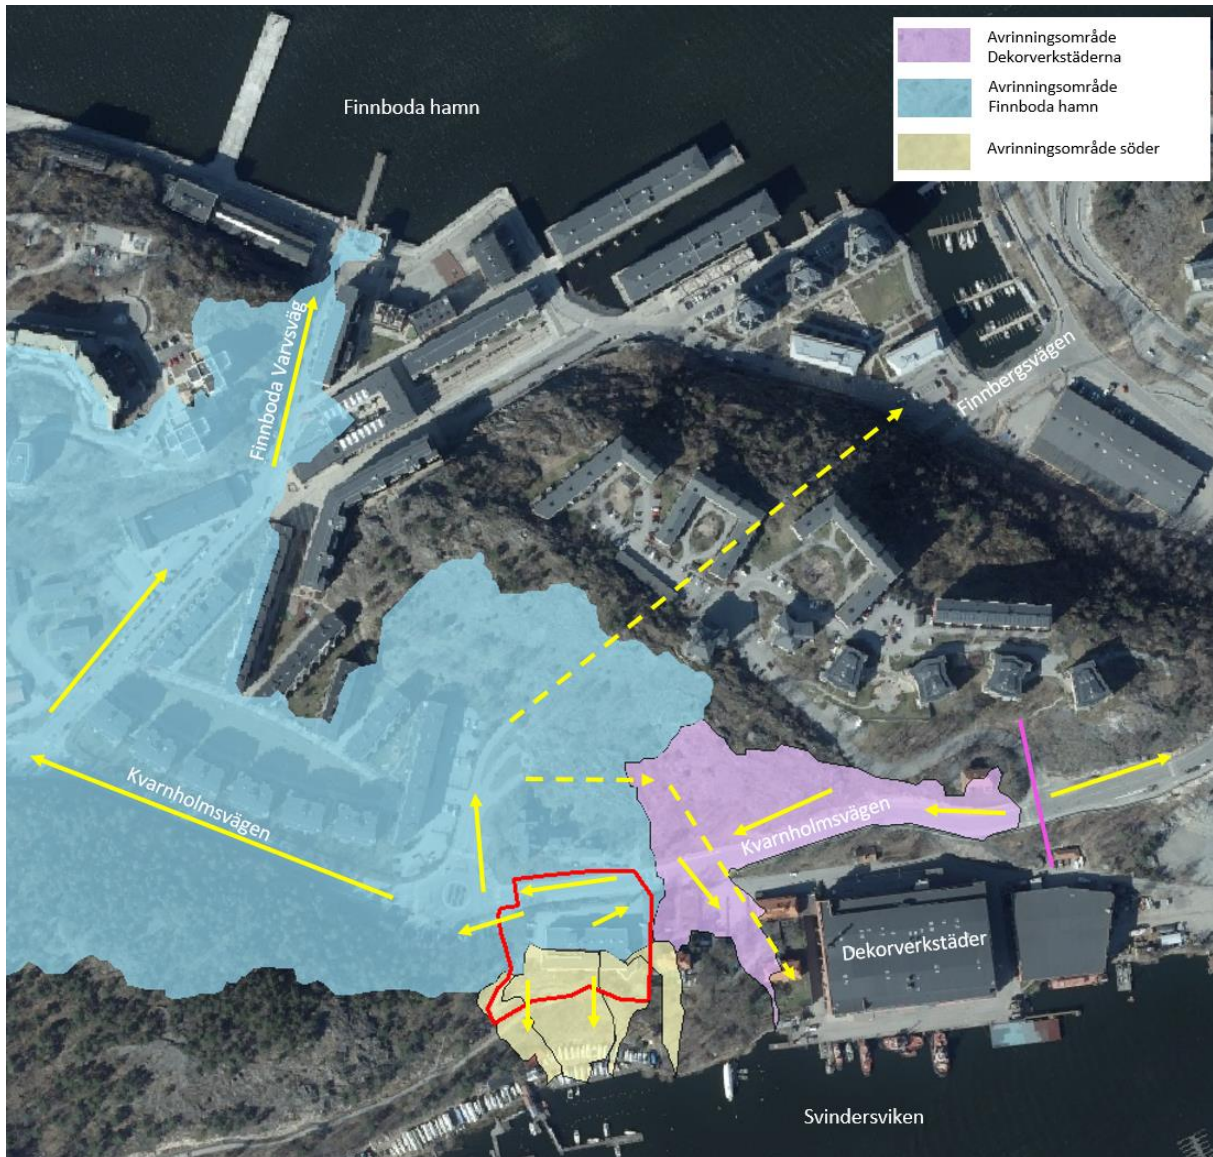 Avrinningsområde
Dekorverkstäderna
Avrinningsområde
Finnboda hamn
Avrinningsområde söder
Finnboda hamn
Finnboda Varvsväg
Finnbergsvägen
Kvarnholmsvägen
Kvarnholmsvägen
Dekorverkstäder
Svindersviken